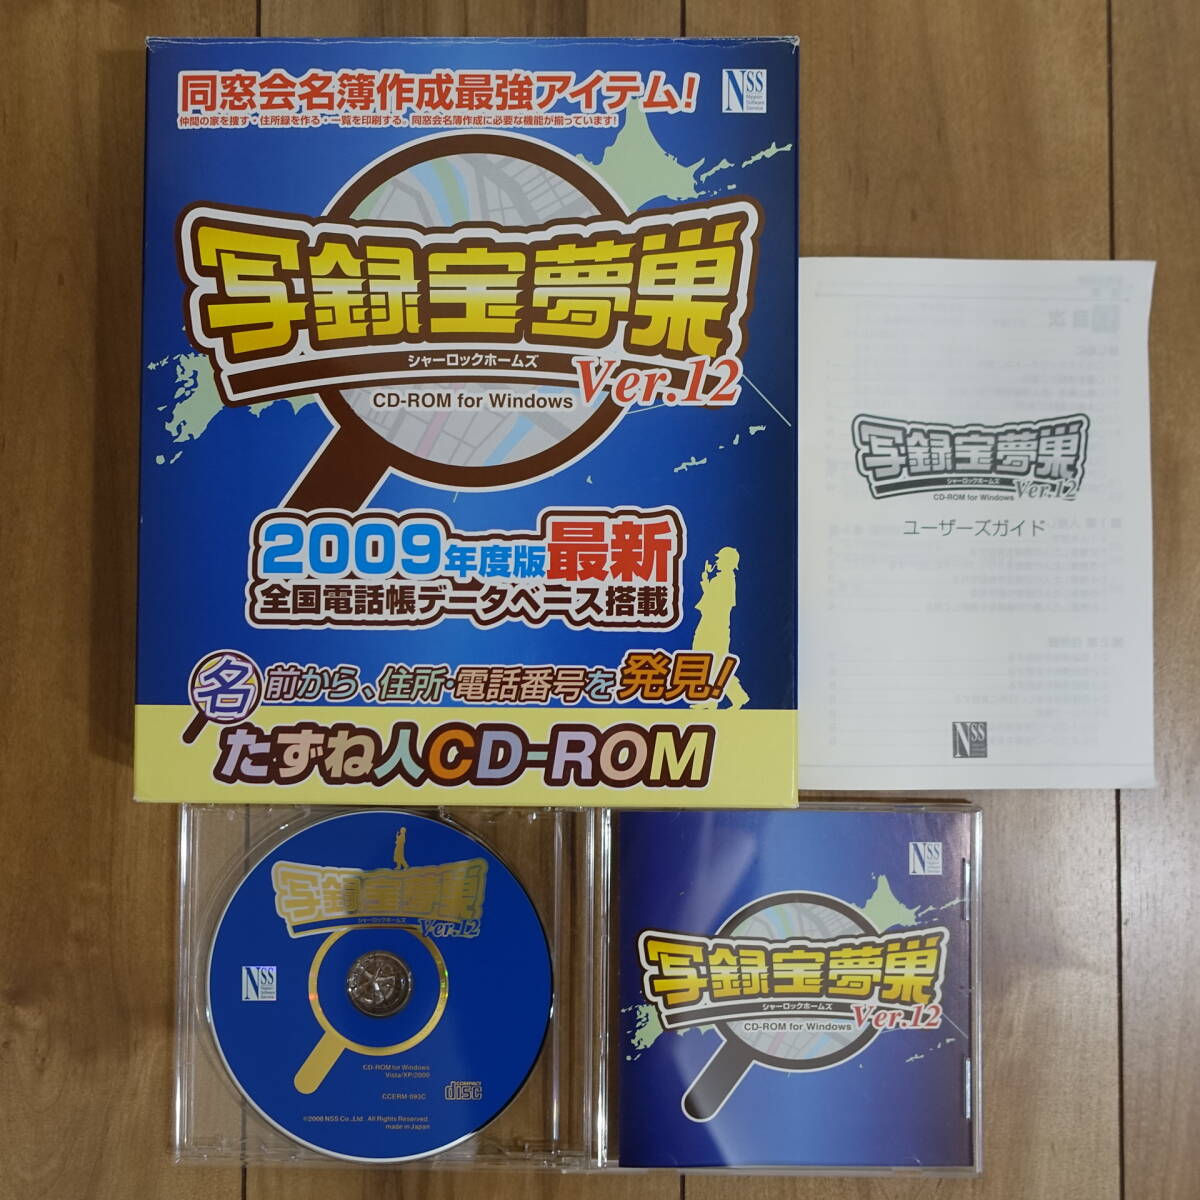 同窓会名簿作成最強アイテム!
仲間の家を捜す・住所録を作る・一覧を印刷する。同窓会名簿作成に必要な機能が揃っています!
NSS
Nippon
Software
Service
写録宝夢巣
シャーロックホームズ
Ver.12
CD-ROM for Windows
2009年度版最新
全国電話帳データベース搭載
名前から、住所・電話番号を発見!
たずね人CD-ROM
写録宝夢巣
シャーロックホームズ
CD-ROM for Windows Ver.12
ユーザーズガイド
NSS
写録宝夢巣
シャーロックホームズ
Ver.12
NSS
Nippon
Software
Service
CD-ROM for Windows
Vista/XP/2000
CCERM-093C
COMPACT
disc
©2008 NSS Co.,Ltd. All Rights Reserved.
made in Japan
NSS
写録宝夢巣
シャーロックホームズ
CD-ROM for Windows Ver.12